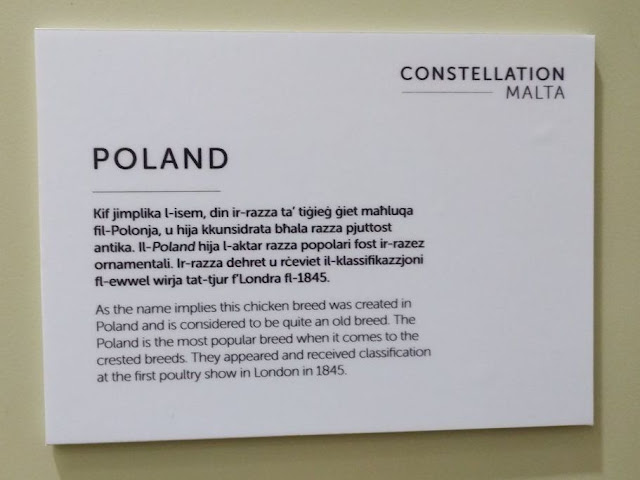 CONSTELLATION
MALTA
POLAND
Kif jimplika l-isem, din ir-razza ta' tiġieġ ġiet maħluqa
fil-Polonja, u hija kkunsidrata bħala razza pjuttost
antika. Il-Poland hija l-aktar razza popolari fost ir-razez
ornamentali. Ir-razza dehret u rċeviet il-klassifikazzjoni
fl-ewwel wirja tat-tjur f'Londra fl-1845.
As the name implies this chicken breed was created in
Poland and is considered to be quite an old breed. The
Poland is the most popular breed when it comes to the
crested breeds. They appeared and received classification
at the first poultry show in London in 1845.